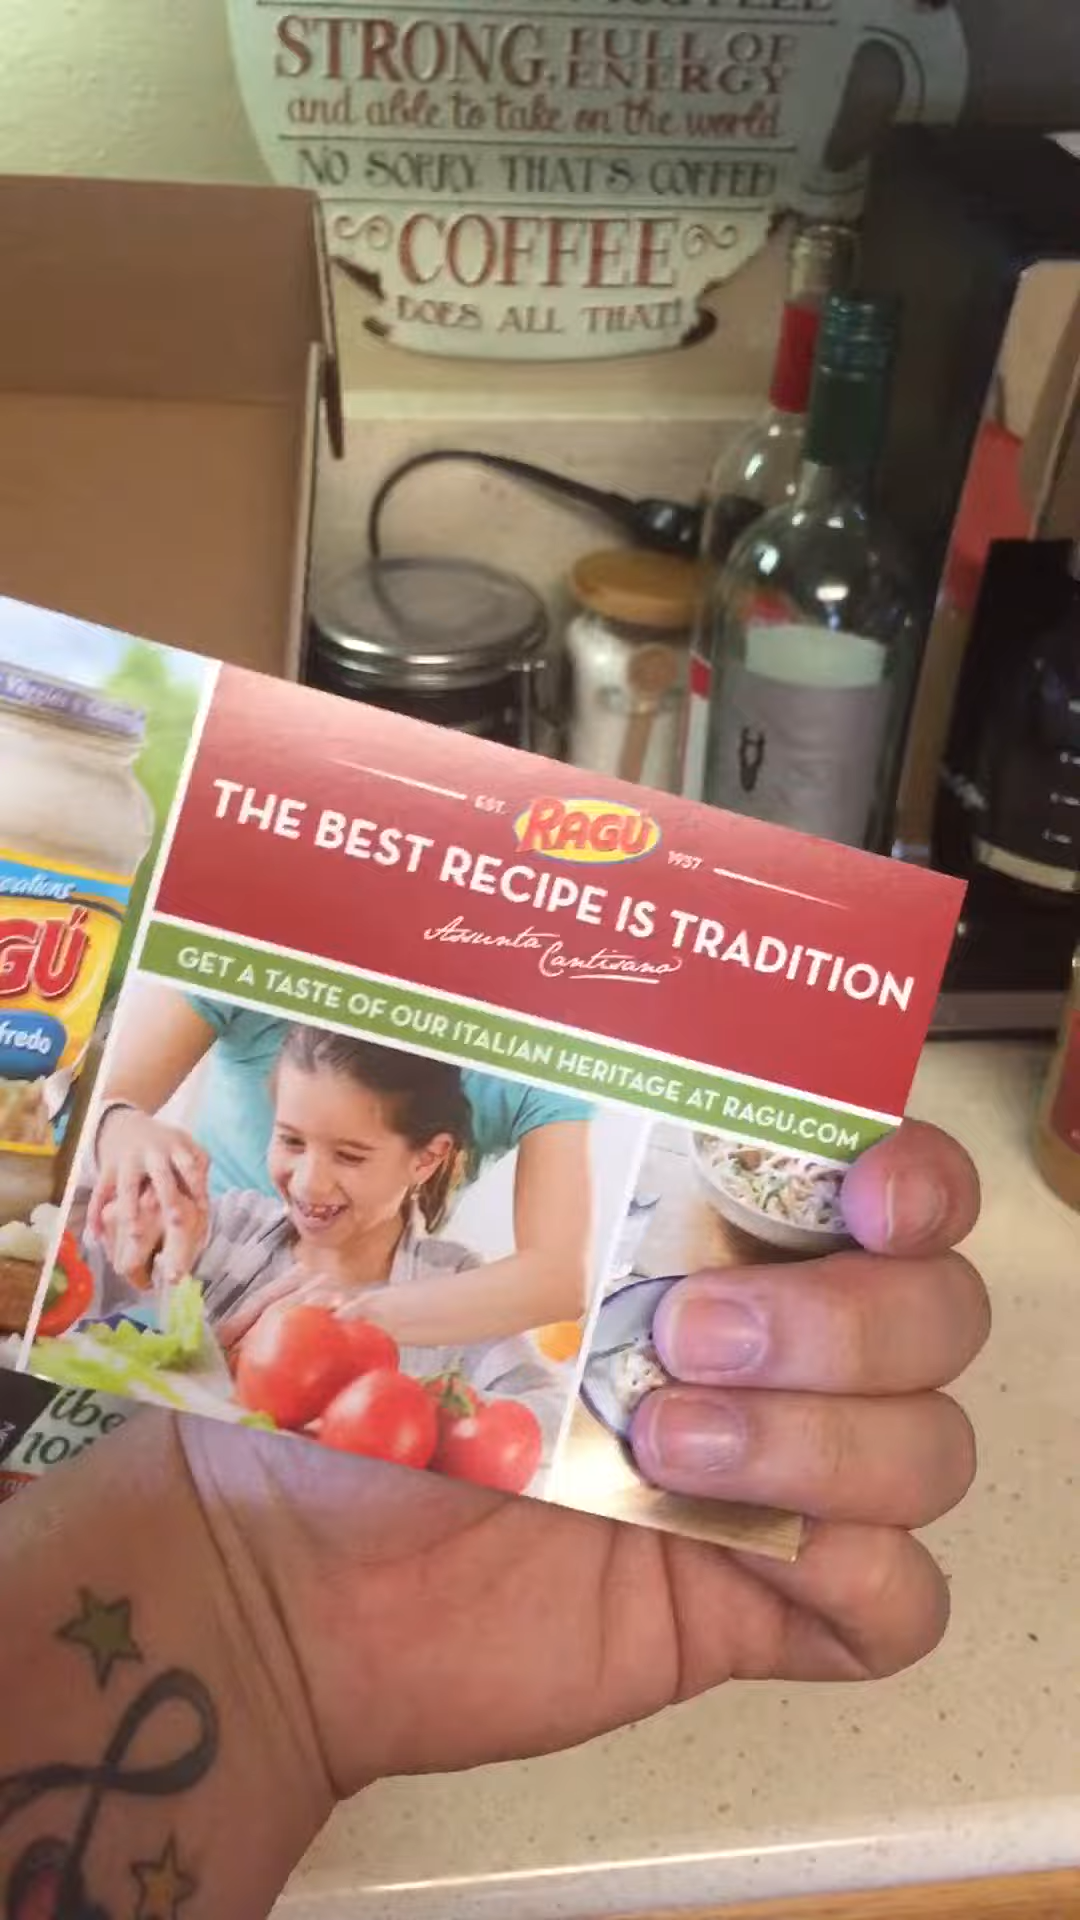 STRONG, FULL OF ENERGY
and able to take on the world
NO SORRY, THAT'S COFFEE!
COFFEE
DOES ALL THAT!
EST. RAGÚ 1937
THE BEST RECIPE IS TRADITION
Assunta Cantisano
GET A TASTE OF OUR ITALIAN HERITAGE AT RAGU.COM
Veggies
GÚ